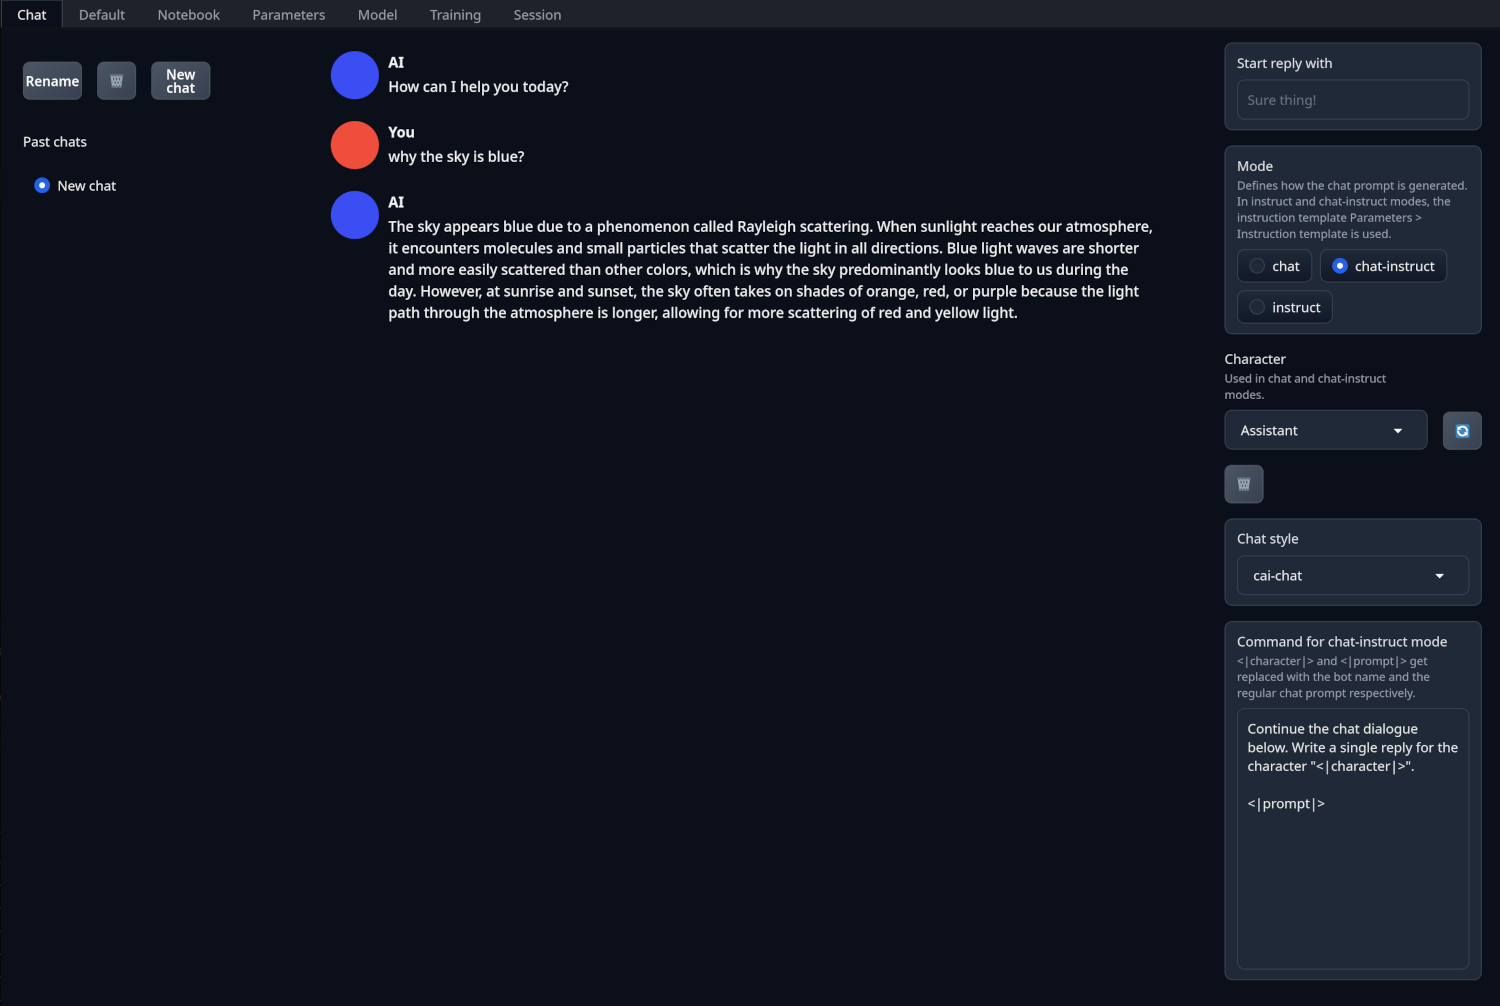 Chat Default Notebook Parameters Model Training Session
Rename
New
chat
Past chats
New chat
AI
How can I help you today?
You
why the sky is blue?
AI
The sky appears blue due to a phenomenon called Rayleigh scattering. When sunlight reaches our atmosphere,
it encounters molecules and small particles that scatter the light in all directions. Blue light waves are shorter
and more easily scattered than other colors, which is why the sky predominantly looks blue to us during the
day. However, at sunrise and sunset, the sky often takes on shades of orange, red, or purple because the light
path through the atmosphere is longer, allowing for more scattering of red and yellow light.
Start reply with
Sure thing!
Mode
Defines how the chat prompt is generated.
In instruct and chat-instruct modes, the
instruction template Parameters >
Instruction template is used.
chat chat-instruct
instruct
Character
Used in chat and chat-instruct
modes.
Assistant
Chat style
cai-chat
Command for chat-instruct mode
<|character|> and <|prompt|> get
replaced with the bot name and the
regular chat prompt respectively.
Continue the chat dialogue
below. Write a single reply for the
character "<|character|>".
<|prompt|>